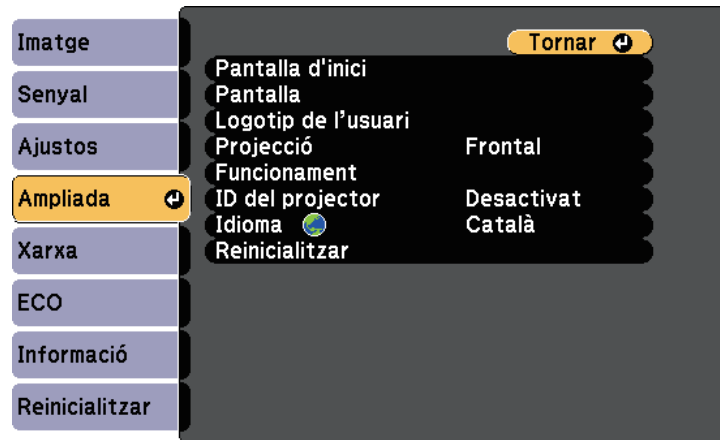 Imatge
Senyal
Ajustos
Ampliada
Xarxa
ECO
Informació
Reinicialitzar
Tornar
Pantalla d'inici
Pantalla
Logotip de l’usuari
Projecció Frontal
Funcionament
ID del projector Desactivat
Idioma Català
Reinicialitzar